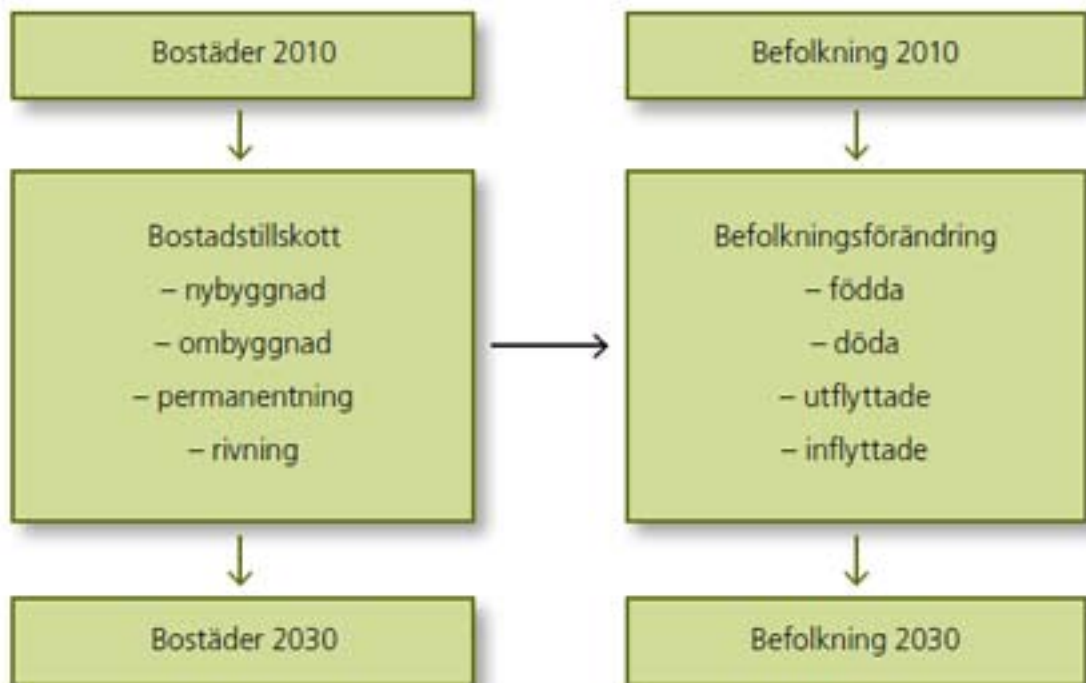 Bostäder 2010
Bostadstillskott
– nybyggnad
– ombyggnad
– permanentning
– rivning
Bostäder 2030
Befolkning 2010
Befolkningsförändring
– födda
– döda
– utflyttade
– inflyttade
Befolkning 2030